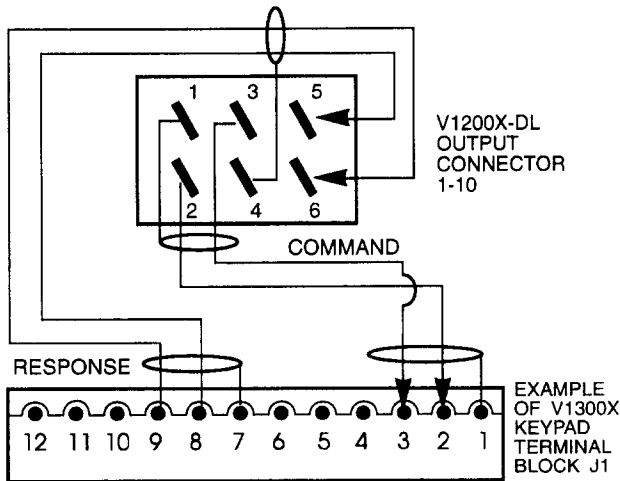 1 3 5
V1200X-DL
OUTPUT
CONNECTOR
1-10
2 4 6
COMMAND
RESPONSE
EXAMPLE
OF V1300X
KEYPAD
TERMINAL
BLOCK J1
12 11 10 9 8 7 6 5 4 3 2 1